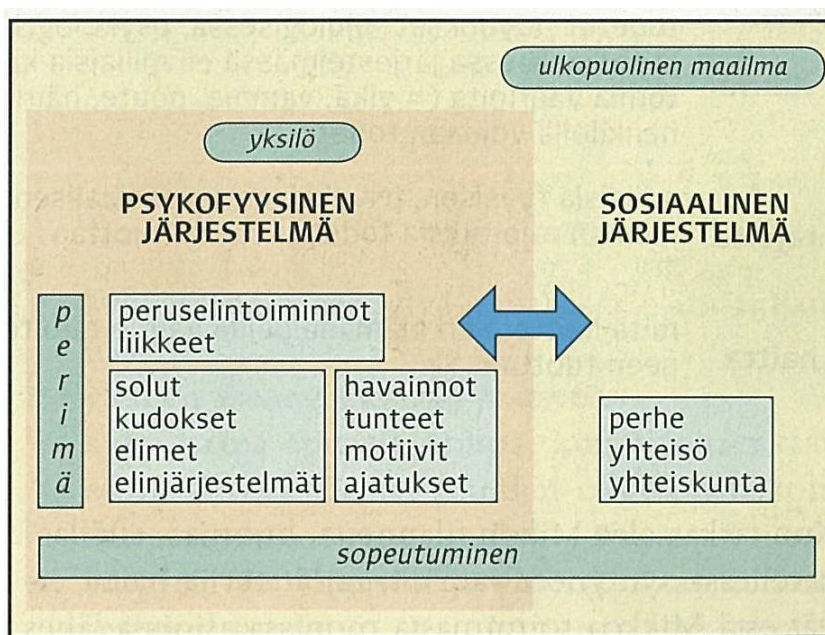 ulkopuolinen maailma
yksilö
PSYKOFYYSINEN
JÄRJESTELMÄ
SOSIAALINEN
JÄRJESTELMÄ
perimä
peruselintoiminnot
liikkeet
solut
kudokset
elimet
elinjärjestelmät
havainnot
tunteet
motiivit
ajatukset
perhe
yhteisö
yhteiskunta
sopeutuminen